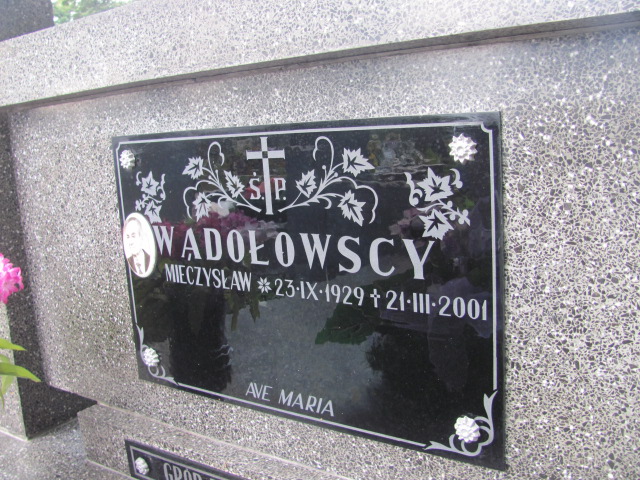 Ś.P.
WĄDOŁOWSCY
MIECZYSŁAW * 23·IX·1929 † 21·III·2001
AVE MARIA